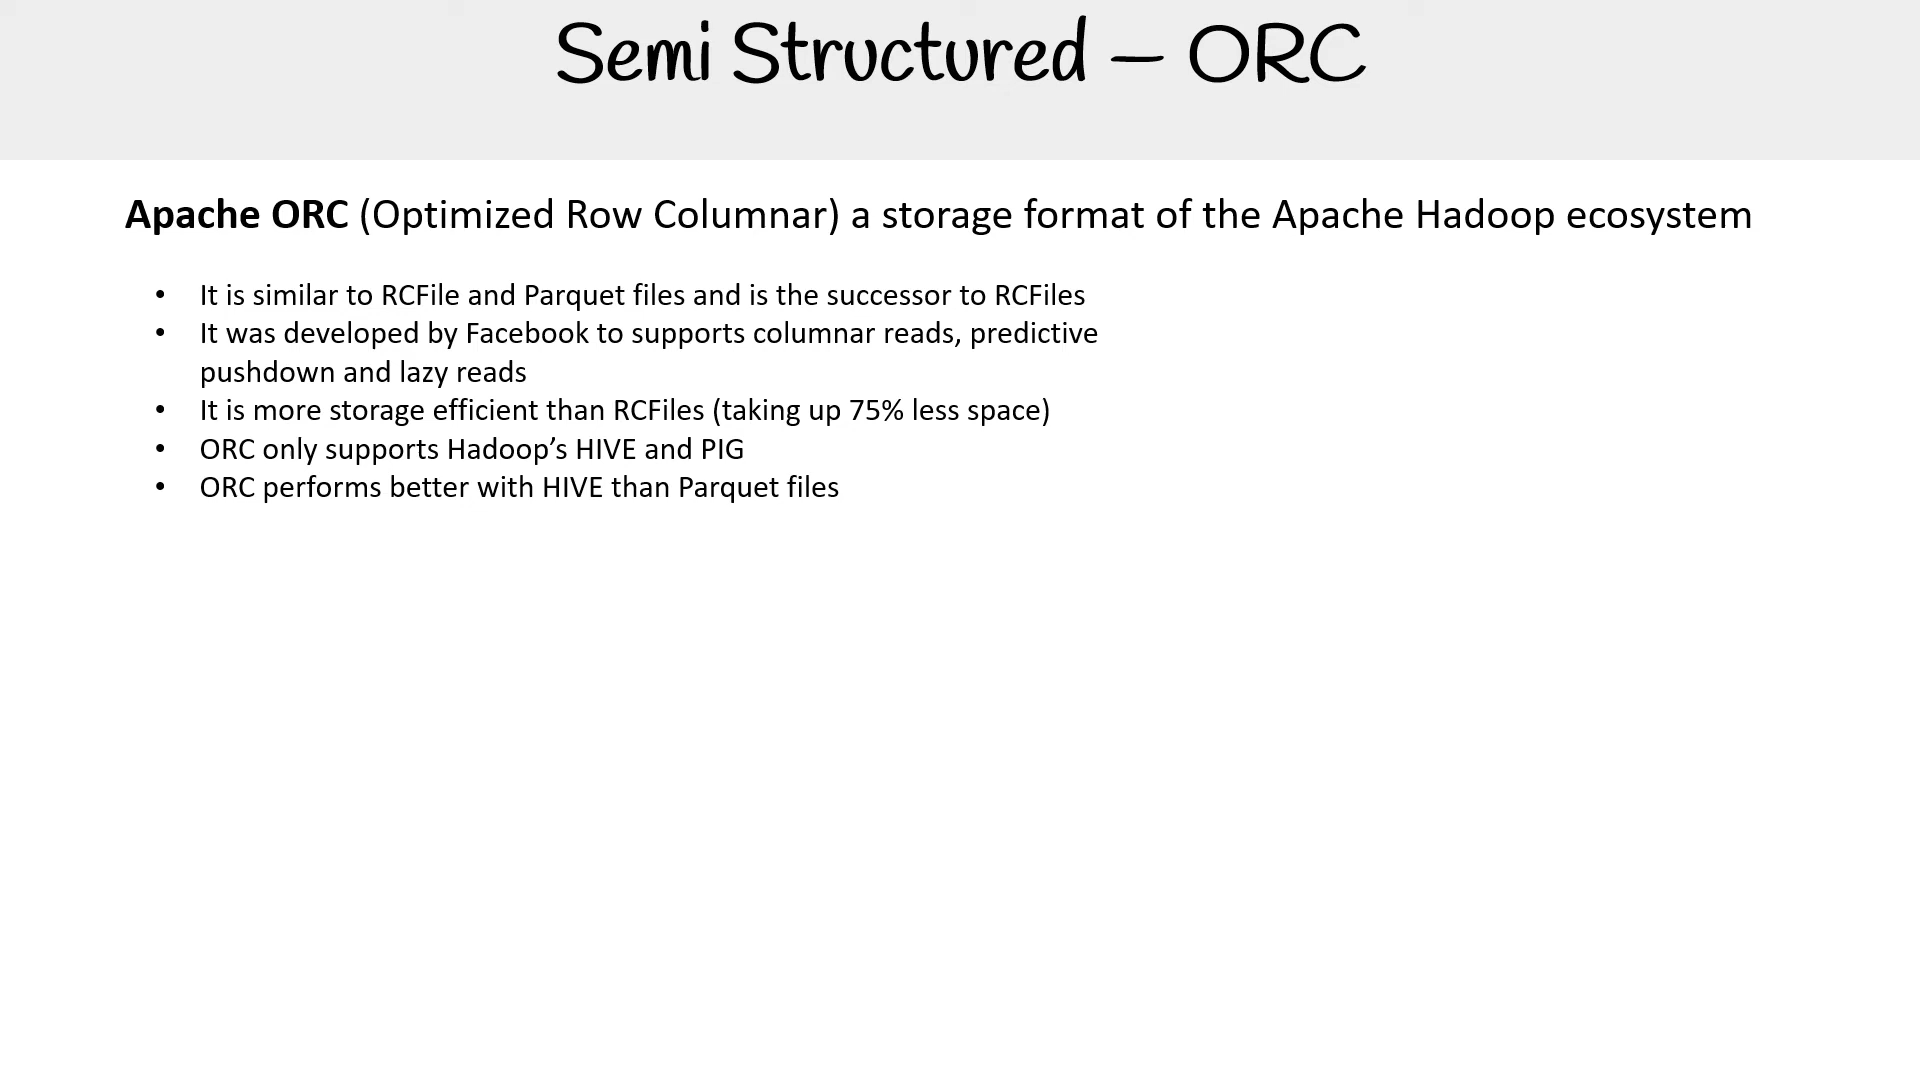 Semi Structured – ORC
Apache ORC (Optimized Row Columnar) a storage format of the Apache Hadoop ecosystem
• It is similar to RCFile and Parquet files and is the successor to RCFiles
• It was developed by Facebook to supports columnar reads, predictive
pushdown and lazy reads
• It is more storage efficient than RCFiles (taking up 75% less space)
• ORC only supports Hadoop’s HIVE and PIG
• ORC performs better with HIVE than Parquet files